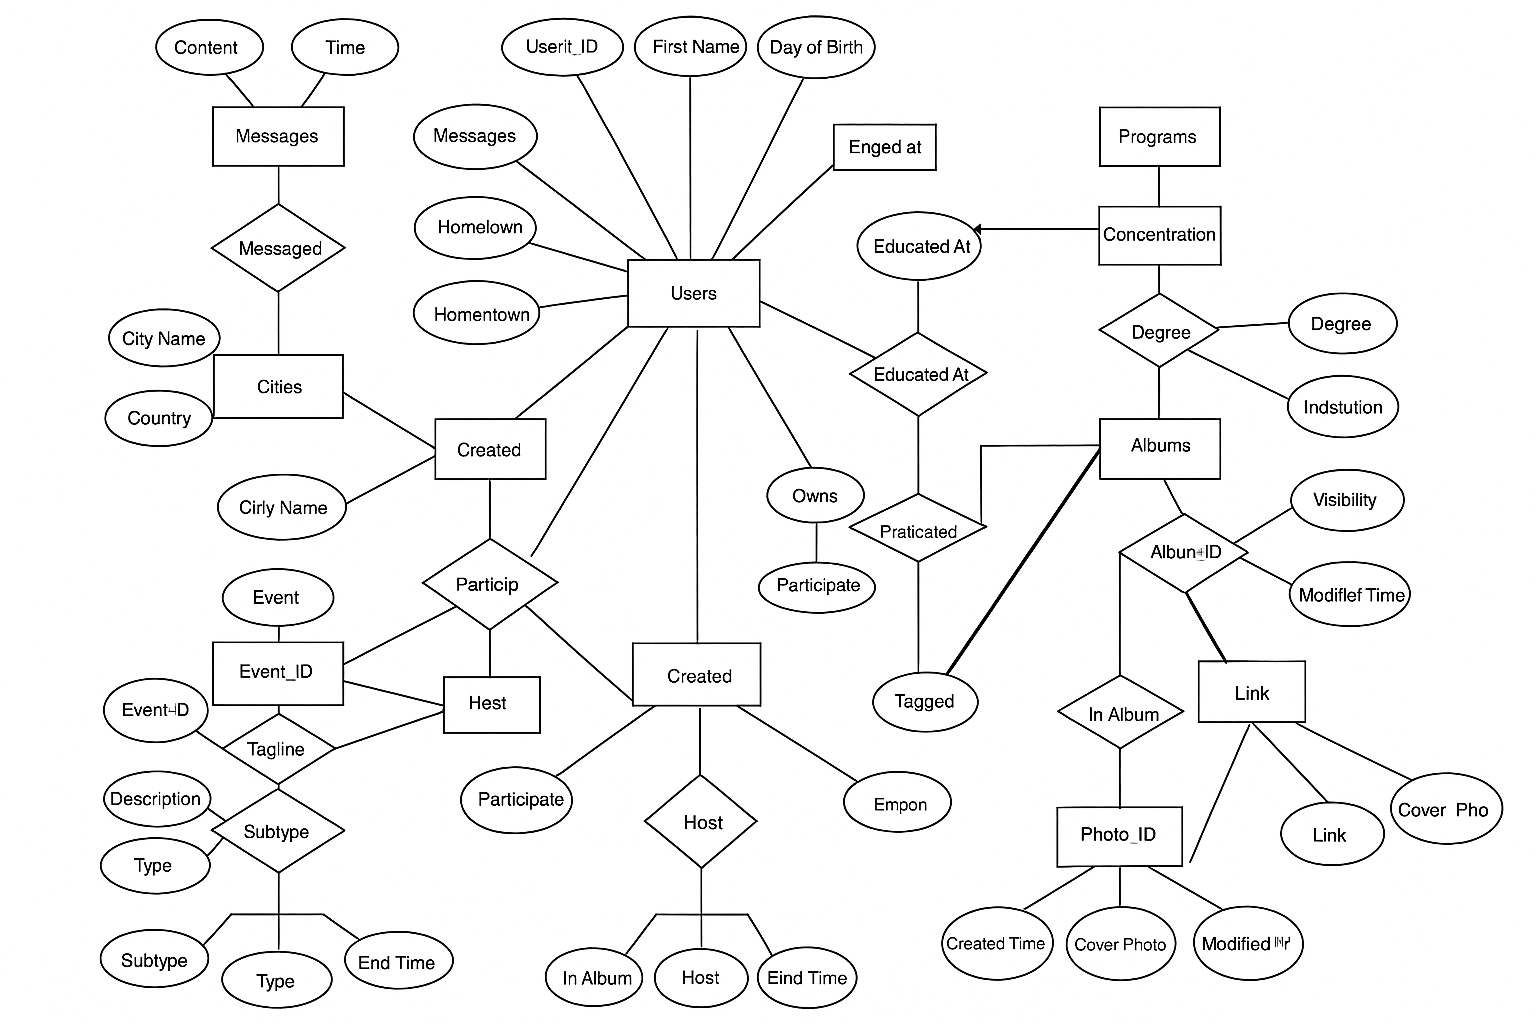 Content
Time
Userit_ID
First Name
Day of Birth
Messages
Messages
Enged at
Programs
Homelown
Messaged
Educated At
Concentration
Users
Homentown
City Name
Degree
Degree
Educated At
Cities
Country
Indstution
Created
Albums
Owns
Visibility
Cirly Name
Praticated
Albun+ID
Particip
Participate
Modiflef Time
Event
Event_ID
Created
Hest
Tagged
Link
EventID
In Album
Tagline
Description
Participate
Empon
Host
Subtype
Photo_ID
Link
Cover Pho
Type
Subtype
Type
End Time
In Album
Host
Eind Time
Created Time
Cover Photo
Modified